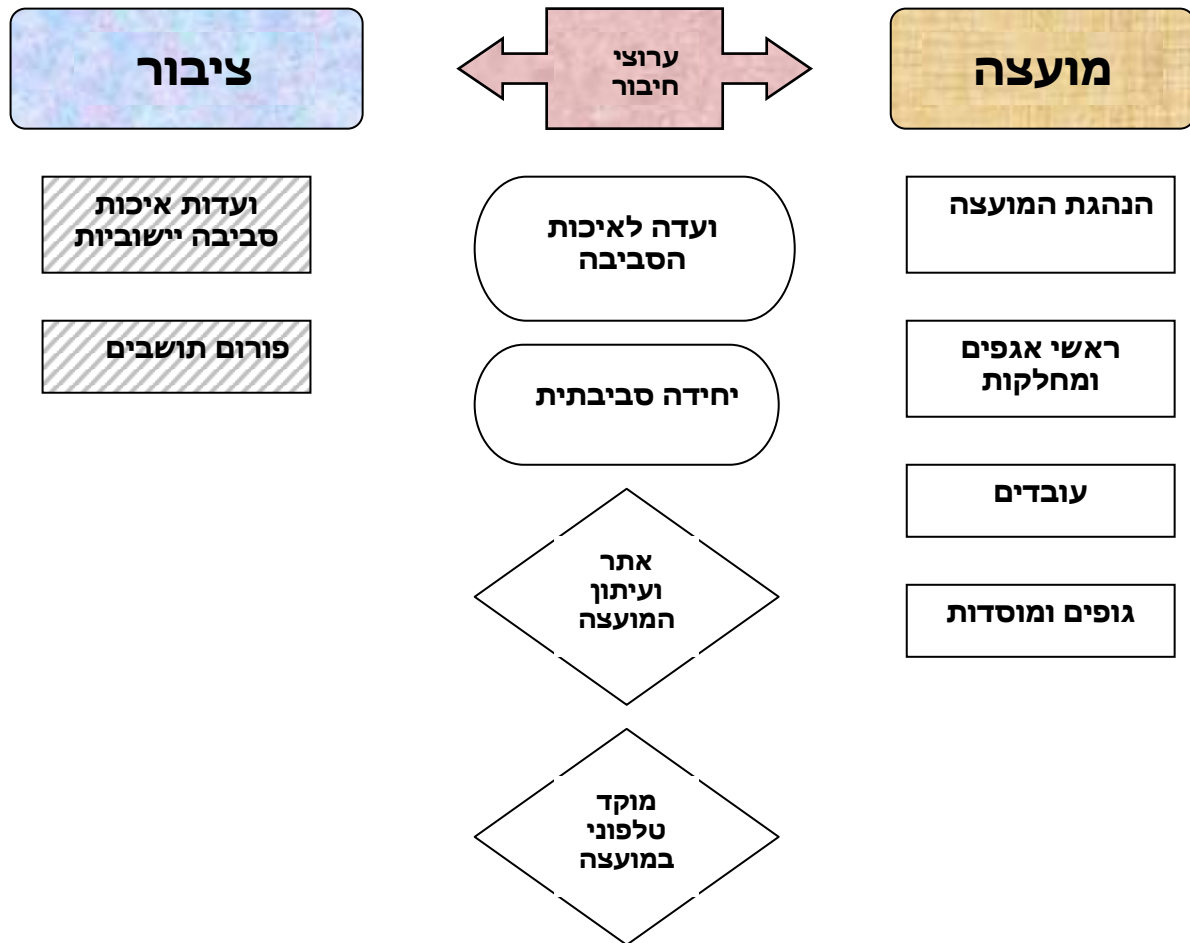 מועצה
ערוצי
חיבור
ציבור
הנהגת המועצה
ראשי אגפים
ומחלקות
עובדים
גופים ומוסדות
ועדה לאיכות
הסביבה
יחידה סביבתית
אתר
ועיתון
המועצה
מוקד
טלפוני
במועצה
ועדות איכות
סביבה יישוביות
פורום תושבים